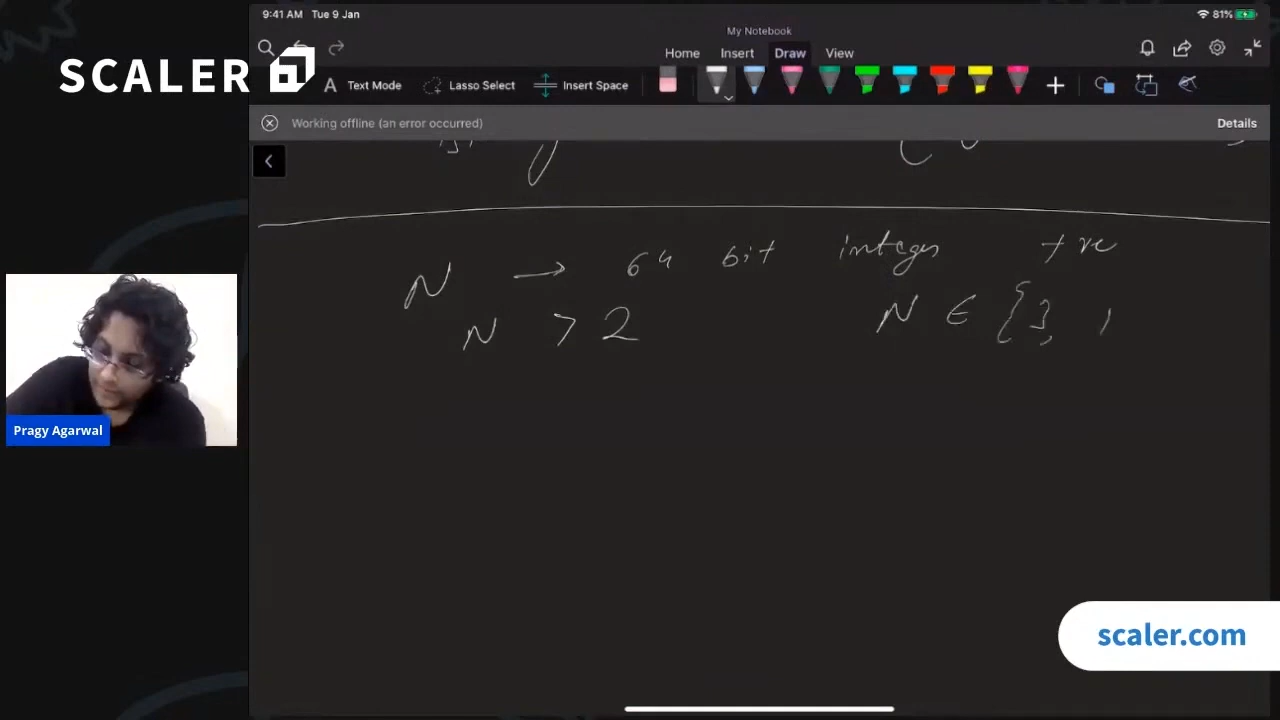 9:41 AM Tue 9 Jan
81%
My Notebook
Home Insert Draw View
SCALER
A Text Mode Lasso Select Insert Space
Working offline (an error occurred) Details
N → 64 bit integer +ve
N > 2 N ∈ {3,
Pragy Agarwal
scaler.com